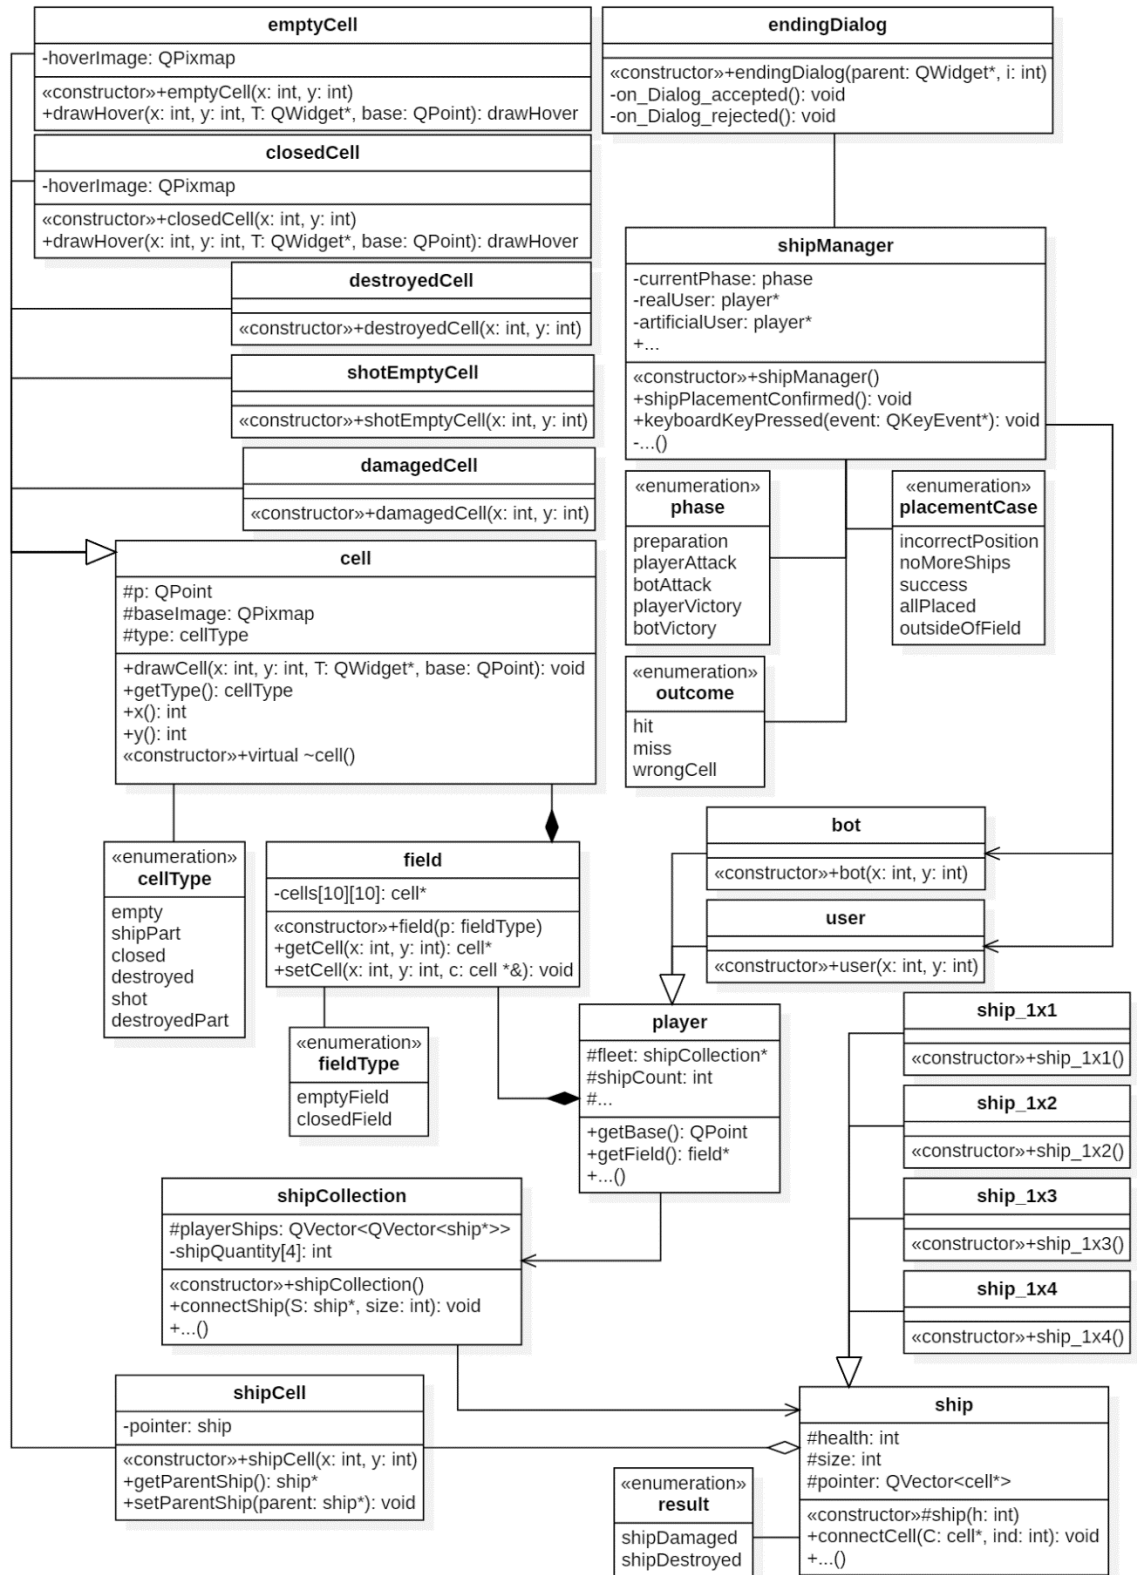 emptyCell
-hoverImage: QPixmap
«constructor»+emptyCell(x: int, y: int)
+drawHover(x: int, y: int, T: QWidget*, base: QPoint): drawHover
endingDialog
«constructor»+endingDialog(parent: QWidget*, i: int)
-on_Dialog_accepted(): void
-on_Dialog_rejected(): void
closedCell
-hoverImage: QPixmap
«constructor»+closedCell(x: int, y: int)
+drawHover(x: int, y: int, T: QWidget*, base: QPoint): drawHover
shipManager
-currentPhase: phase
-realUser: player*
-artificialUser: player*
+...
«constructor»+shipManager()
+shipPlacementConfirmed(): void
+keyboardKeyPressed(event: QKeyEvent*): void
-...()
destroyedCell
«constructor»+destroyedCell(x: int, y: int)
shotEmptyCell
«constructor»+shotEmptyCell(x: int, y: int)
damagedCell
«constructor»+damagedCell(x: int, y: int)
«enumeration»
phase
preparation
playerAttack
botAttack
playerVictory
botVictory
«enumeration»
placementCase
incorrectPosition
noMoreShips
success
allPlaced
outsideOfField
cell
#p: QPoint
#baseImage: QPixmap
#type: cellType
+drawCell(x: int, y: int, T: QWidget*, base: QPoint): void
+getType(): cellType
+x(): int
+y(): int
«constructor»+virtual ~cell()
«enumeration»
outcome
hit
miss
wrongCell
bot
«constructor»+bot(x: int, y: int)
«enumeration»
cellType
empty
shipPart
closed
destroyed
shot
destroyedPart
field
-cells[10][10]: cell*
«constructor»+field(p: fieldType)
+getCell(x: int, y: int): cell*
+setCell(x: int, y: int, c: cell *&): void
user
«constructor»+user(x: int, y: int)
«enumeration»
fieldType
emptyField
closedField
player
#fleet: shipCollection*
#shipCount: int
#...
+getBase(): QPoint
+getField(): field*
+...()
ship_1x1
«constructor»+ship_1x1()
ship_1x2
«constructor»+ship_1x2()
ship_1x3
«constructor»+ship_1x3()
ship_1x4
«constructor»+ship_1x4()
shipCollection
#playerShips: QVector<QVector<ship*>>
-shipQuantity[4]: int
«constructor»+shipCollection()
+connectShip(S: ship*, size: int): void
+...()
shipCell
-pointer: ship
«constructor»+shipCell(x: int, y: int)
+getParentShip(): ship*
+setParentShip(parent: ship*): void
ship
#health: int
#size: int
#pointer: QVector<cell*>
«constructor»#ship(h: int)
+connectCell(C: cell*, ind: int): void
+...()
«enumeration»
result
shipDamaged
shipDestroyed